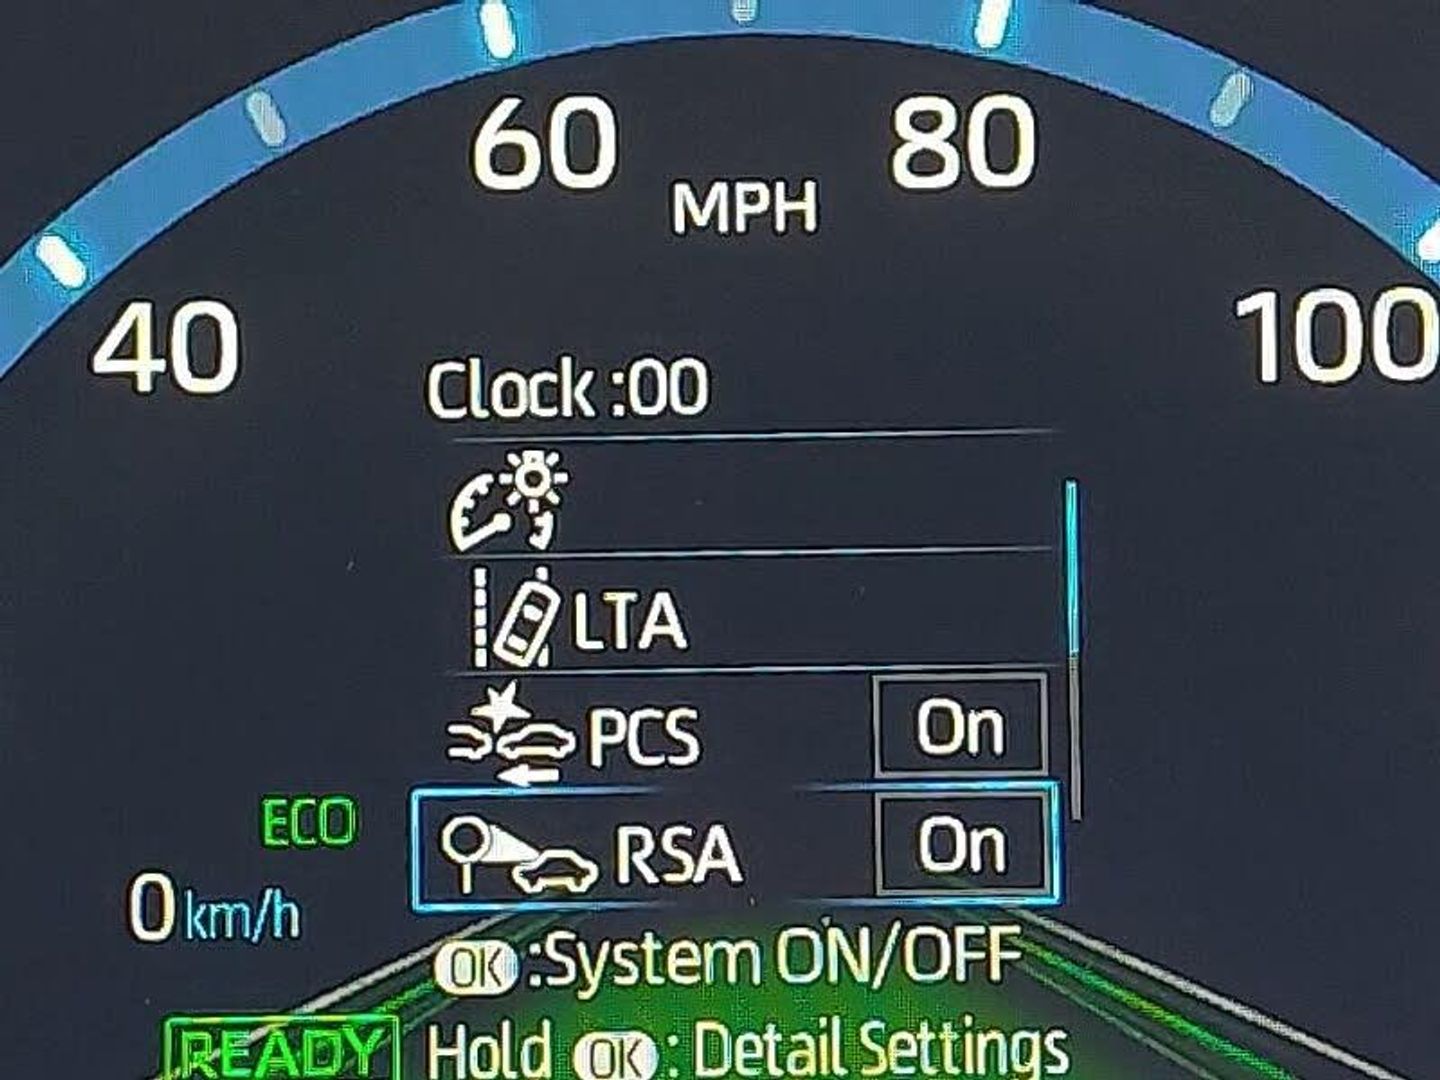 60 80
MPH
40 100
Clock :00
LTA
PCS On
RSA On
ECO
0 km/h
OK :System ON/OFF
READY
Hold OK : Detail Settings